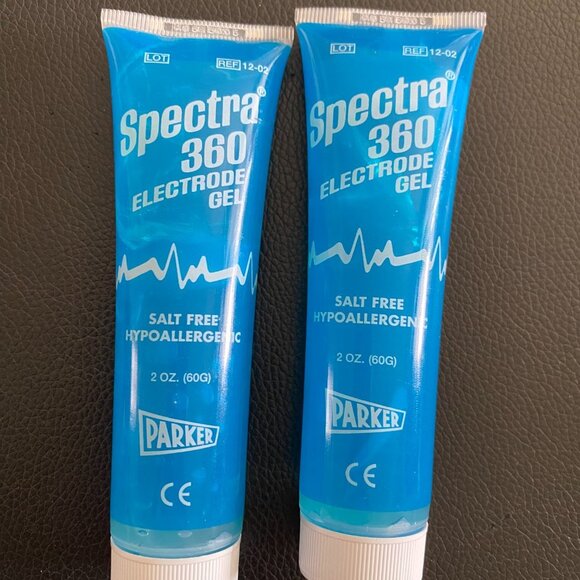 LOT REF 12-02
Spectra®
360
ELECTRODE
GEL
SALT FREE
HYPOALLERGENIC
2 OZ. (60G)
PARKER
CE
LOT REF 12-02
Spectra®
360
ELECTRODE
GEL
SALT FREE
HYPOALLERGENIC
2 OZ. (60G)
PARKER
CE